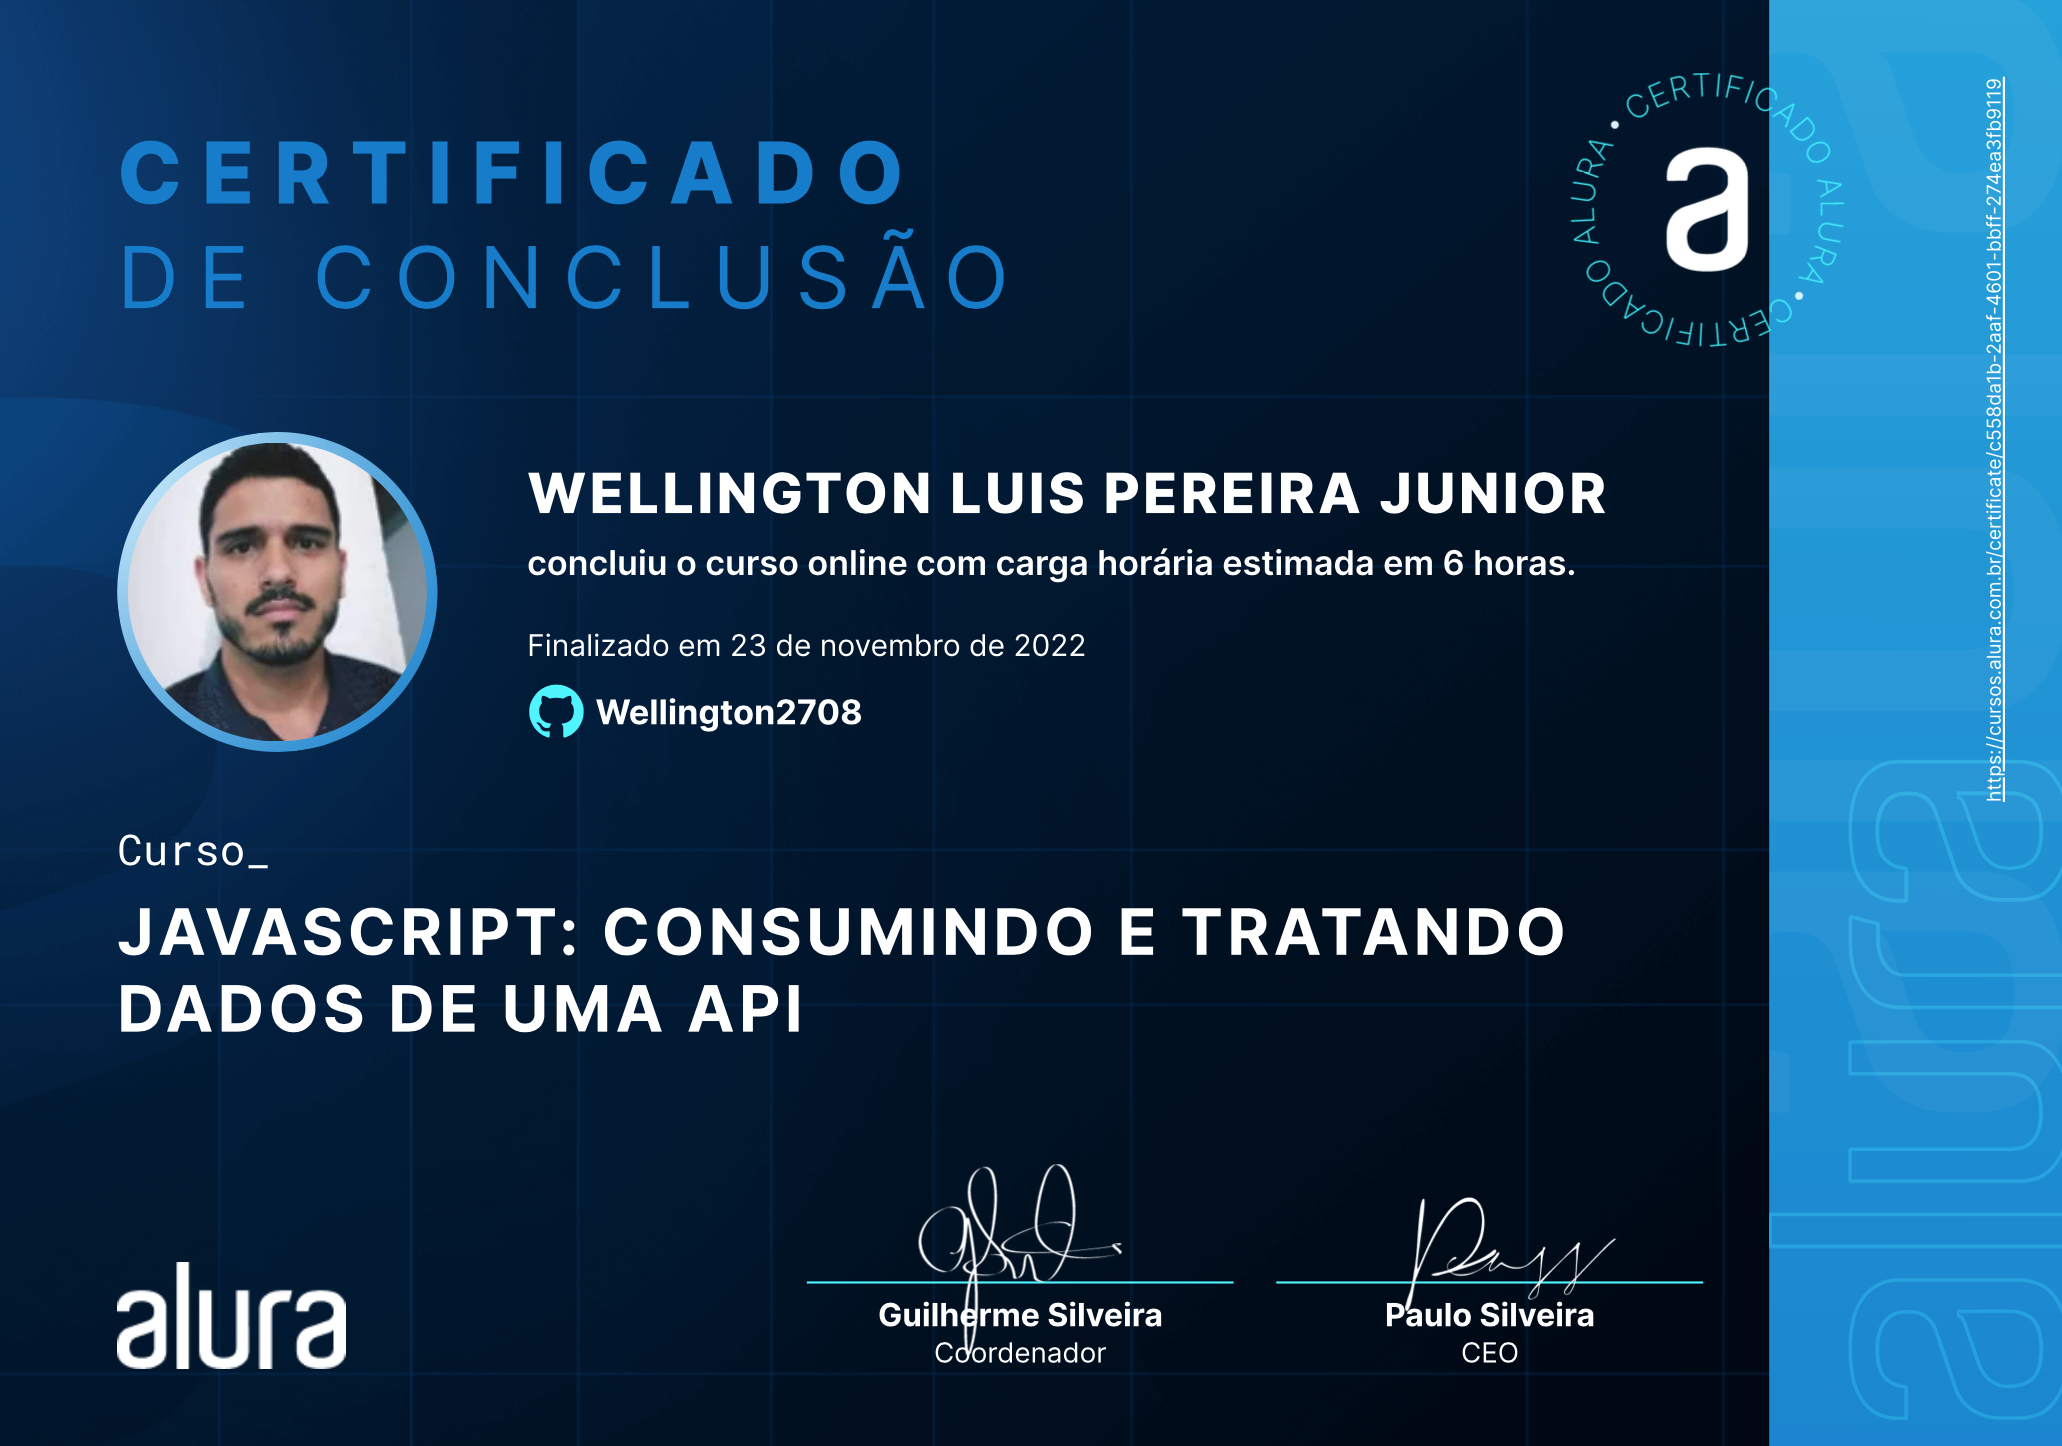 CERTIFICADO
DE CONCLUSÃO
CERTIFICADO ALURA • CERTIFICADO ALURA •
a
https://cursos.alura.com.br/certificate/c558da1b-2aaf-4601-bbff-274ea3fb9119
WELLINGTON LUIS PEREIRA JUNIOR
concluiu o curso online com carga horária estimada em 6 horas.
Finalizado em 23 de novembro de 2022
Wellington2708
Curso_
JAVASCRIPT: CONSUMINDO E TRATANDO
DADOS DE UMA API
alura
Guilherme Silveira
Coordenador
Paulo Silveira
CEO
alura